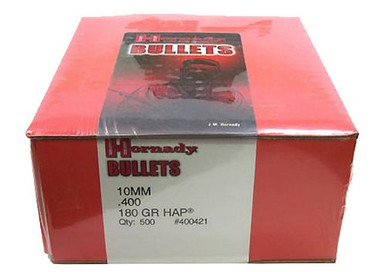 Hornady
BULLETS
J.W. Hornady
Hornady
BULLETS
10MM
.400
180 GR HAP®
Qty: 500 #400421